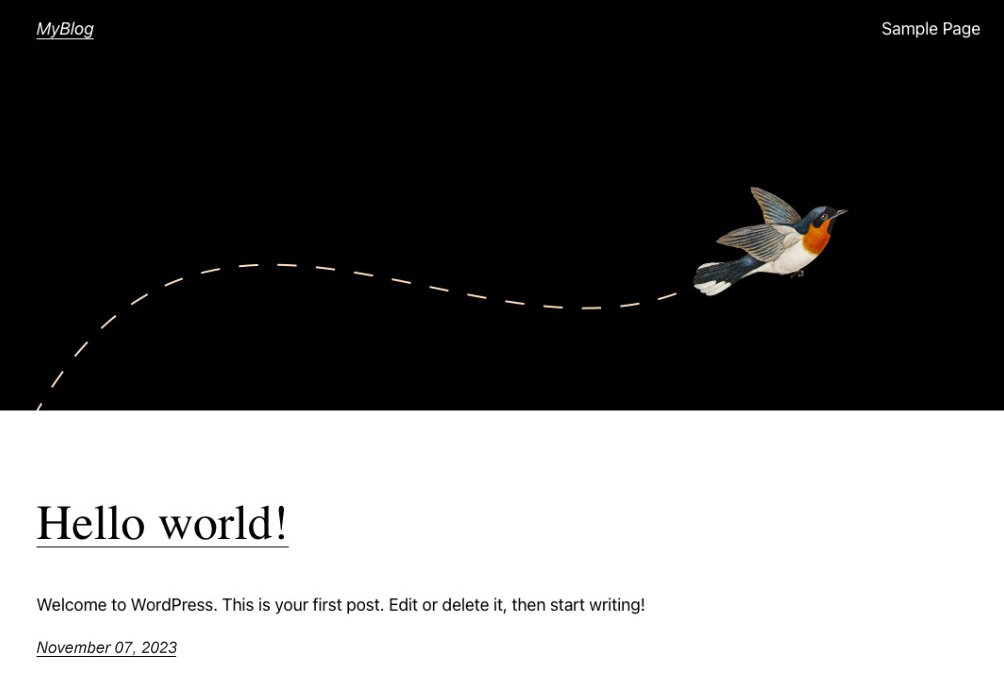 MyBlog
Sample Page
Hello world!
Welcome to WordPress. This is your first post. Edit or delete it, then start writing!
November 07, 2023